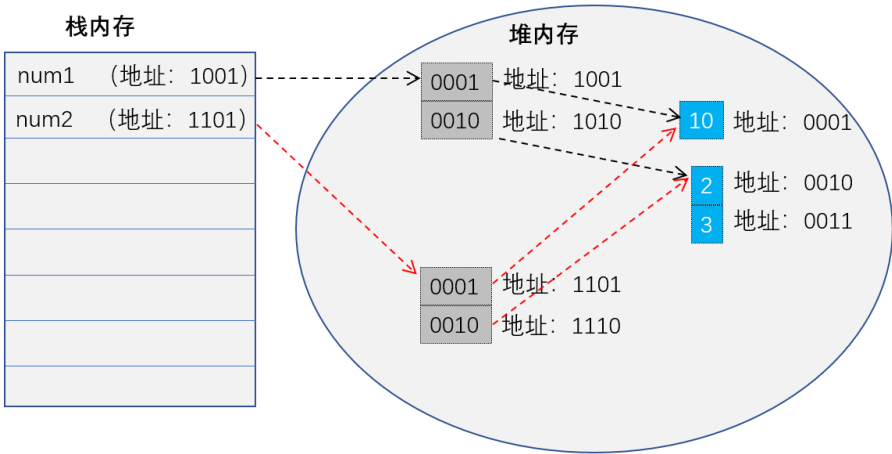 栈内存
堆内存
num1 （地址：1001）
num2 （地址：1101）
0001 地址：1001
0010 地址：1010
10 地址：0001
2 地址：0010
3 地址：0011
0001 地址：1101
0010 地址：1110